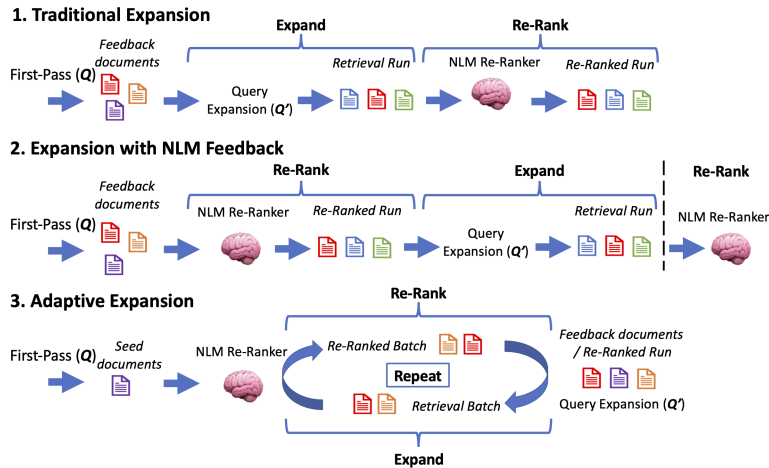 1. Traditional Expansion
Expand
Re-Rank
Feedback
documents
Retrieval Run
NLM Re-Ranker
Re-Ranked Run
First-Pass (Q)
Query
Expansion (Q’)
2. Expansion with NLM Feedback
Re-Rank
Expand
Re-Rank
Feedback
documents
NLM Re-Ranker
Re-Ranked Run
Retrieval Run
NLM Re-Ranker
First-Pass (Q)
Query
Expansion (Q’)
3. Adaptive Expansion
Re-Rank
First-Pass (Q)
Seed
documents
NLM Re-Ranker
Re-Ranked Batch
Repeat
Retrieval Batch
Feedback documents
/ Re-Ranked Run
Query Expansion (Q’)
Expand